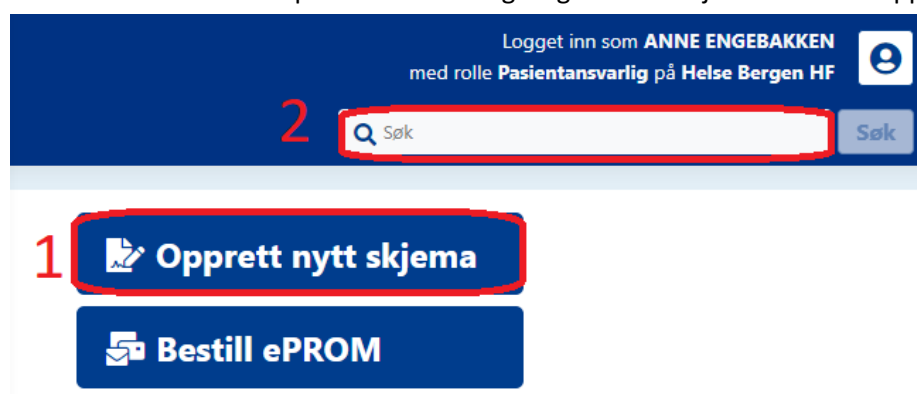 Logget inn som ANNE ENGEBAKKEN
med rolle Pasientansvarlig på Helse Bergen HF
2
Søk
Søk
1
Opprett nytt skjema
Bestill ePROM